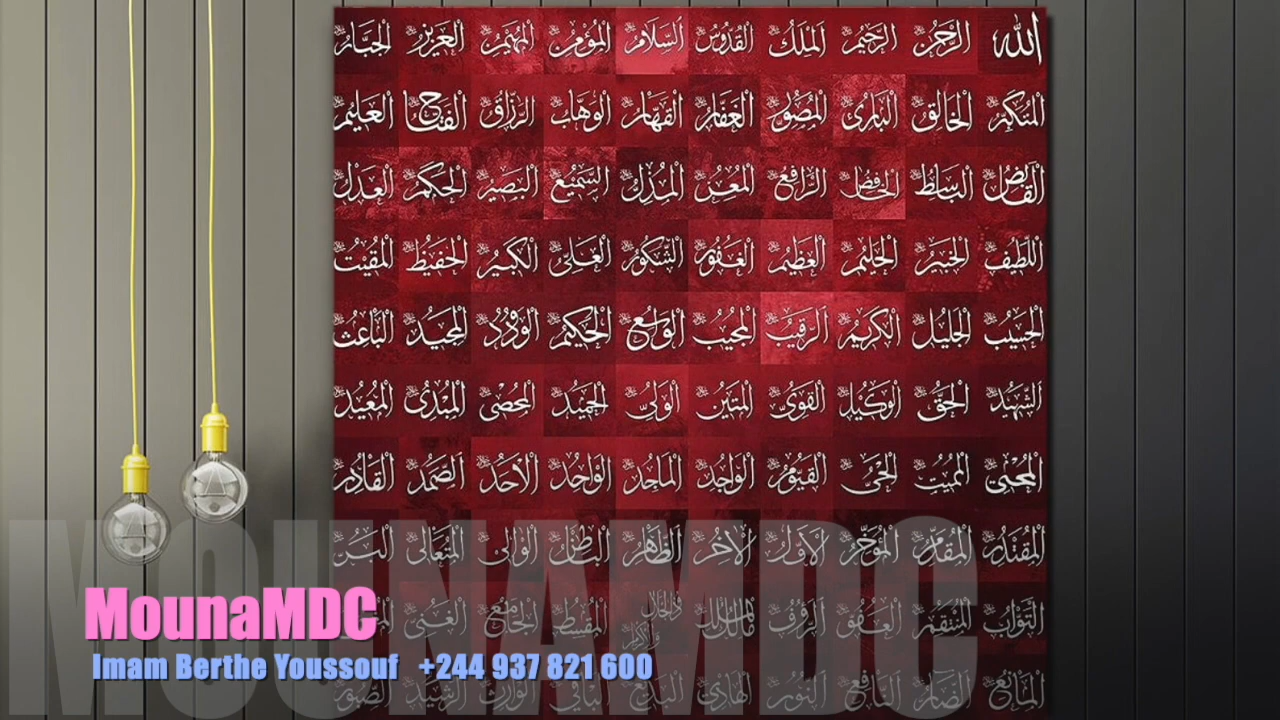 الله الرحمن الرحيم الملك القدوس السلام المؤمن المهيمن العزيز الجبار
المتكبر الخالق البارئ المصور الغفار القهار الوهاب الرزاق الفتاح العليم
القابض الباسط الخافض الرافع المعز المذل السميع البصير الحكم العدل
اللطيف الخبير الحليم العظيم الغفور الشكور العلي الكبير الحفيظ المقيت
الحسيب الجليل الكريم الرقيب المجيب الواسع الحكيم الودود المجيد الباعث
الشهيد الحق الوكيل القوي المتين الولي الحميد المحصي المبدئ المعيد
المحيي المميت الحي القيوم الواجد الماجد الواحد الأحد الصمد القادر
المقتدر المقدم المؤخر الأول الآخر الظاهر الباطن الوالي المتعالي البر
التواب المنتقم العفو الرؤف مالك الملك ذو الجلال والإكرام المقسط الجامع الغني
المانع الضار النافع النور الهادي البديع الباقي الوارث الرشيد الصبور
MOUNAMDC
MounaMDC
Imam Berthe Youssouf +244 937 821 600